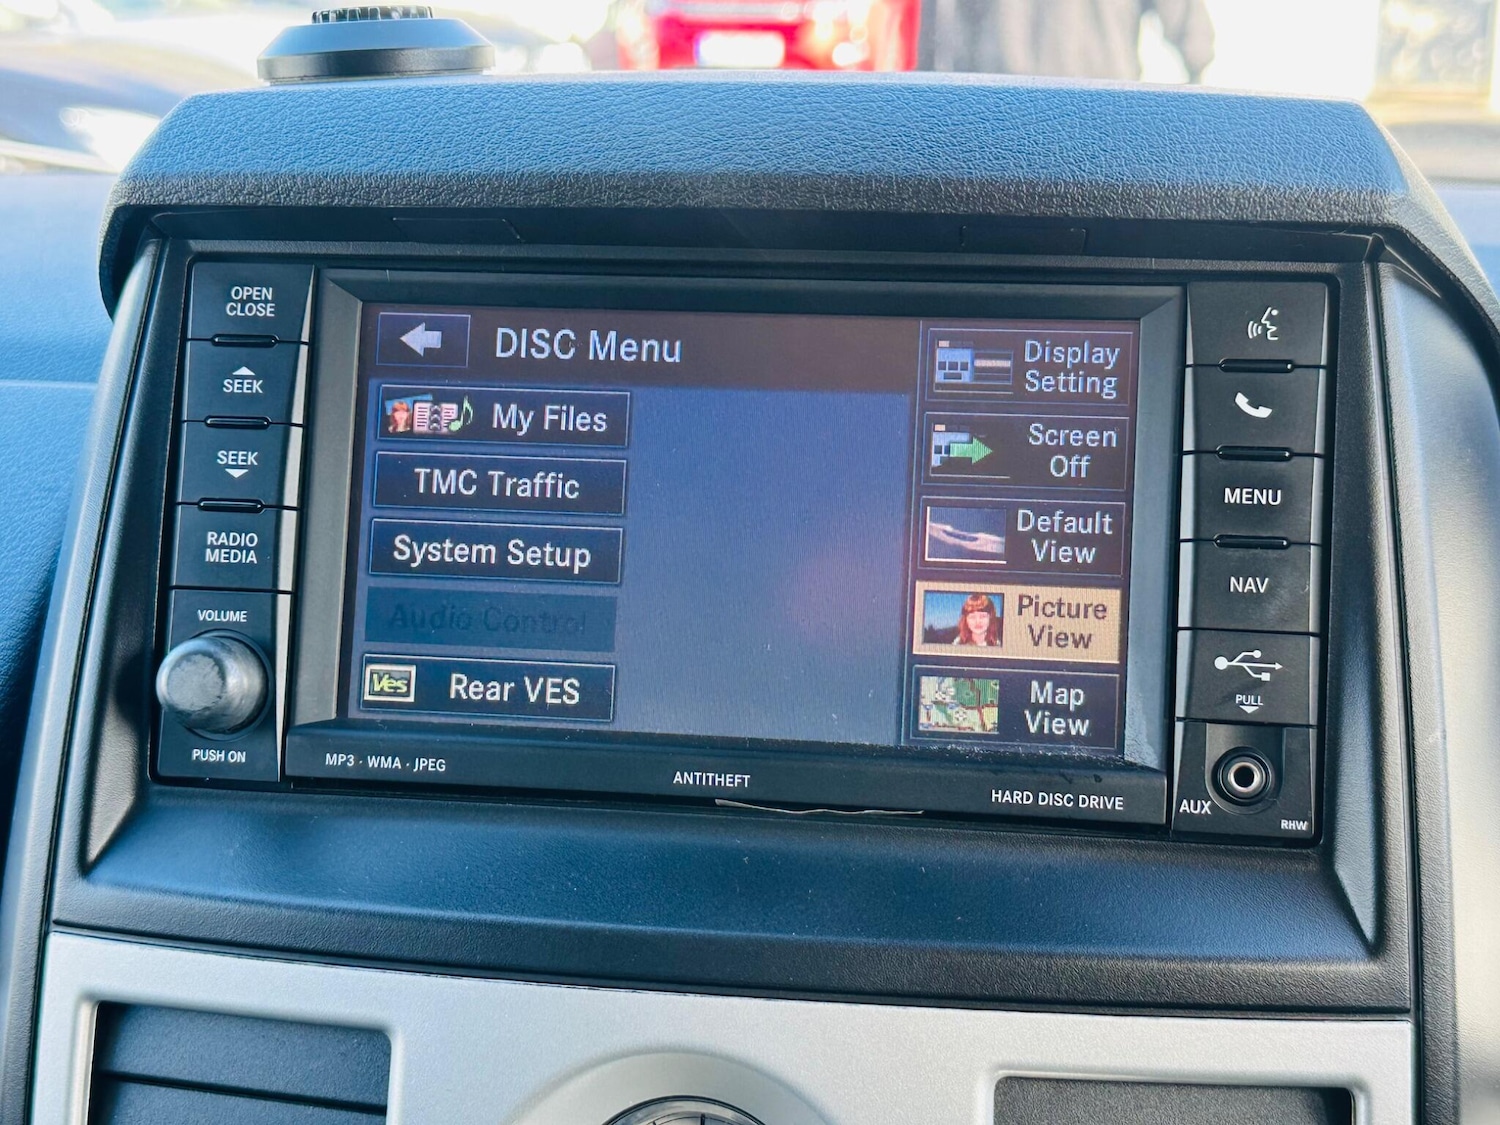 OPEN
CLOSE
SEEK
SEEK
RADIO
MEDIA
VOLUME
PUSH ON
DISC Menu
My Files
TMC Traffic
System Setup
Audio Control
Ves
Rear VES
Display
Setting
Screen
Off
Default
View
Picture
View
Map
View
MENU
NAV
PULL
AUX
RHW
MP3 · WMA · JPEG
ANTITHEFT
HARD DISC DRIVE